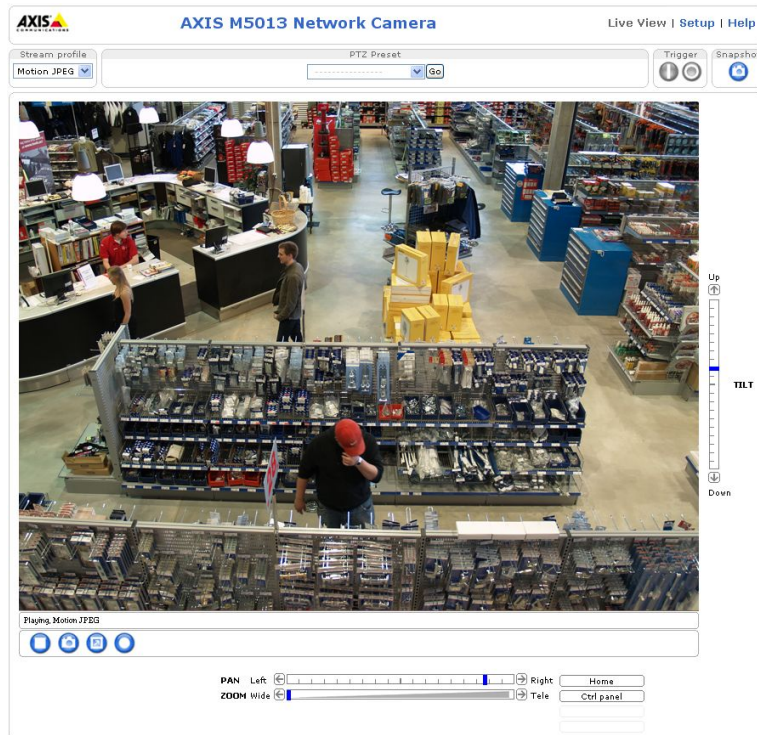 AXIS
COMMUNICATIONS
AXIS M5013 Network Camera
Live View | Setup | Help
Stream profile
Motion JPEG
PTZ Preset
----------------
Go
Trigger
Snapsho
Up
TILT
Down
Playing, Motion JPEG
PAN Left Right Home
ZOOM Wide Tele Ctrl panel